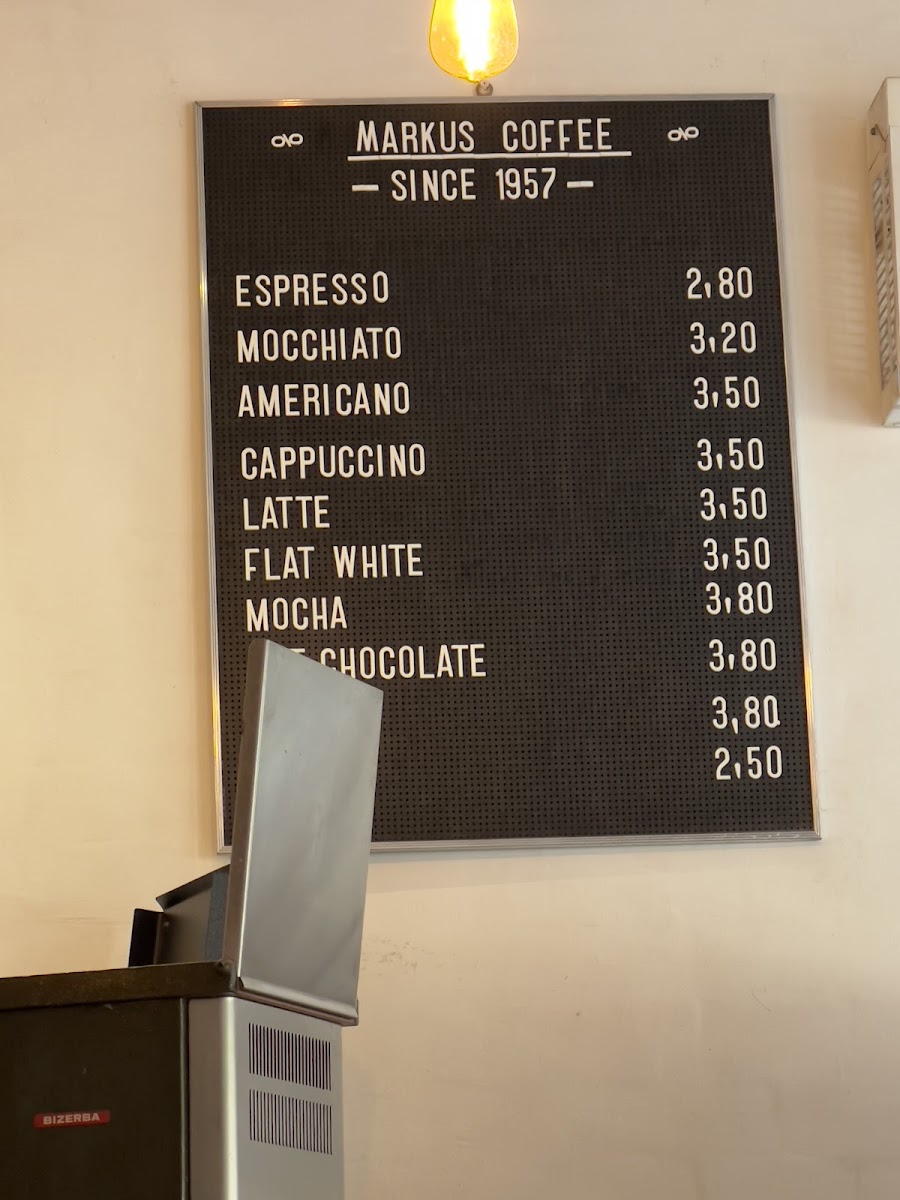 MARKUS COFFEE
— SINCE 1957 —
ESPRESSO 2,80
MOCCHIATO 3,20
AMERICANO 3,50
CAPPUCCINO 3,50
LATTE 3,50
FLAT WHITE 3,50
MOCHA 3,80
CHOCOLATE 3,80
3,80
2,50
BIZERBA